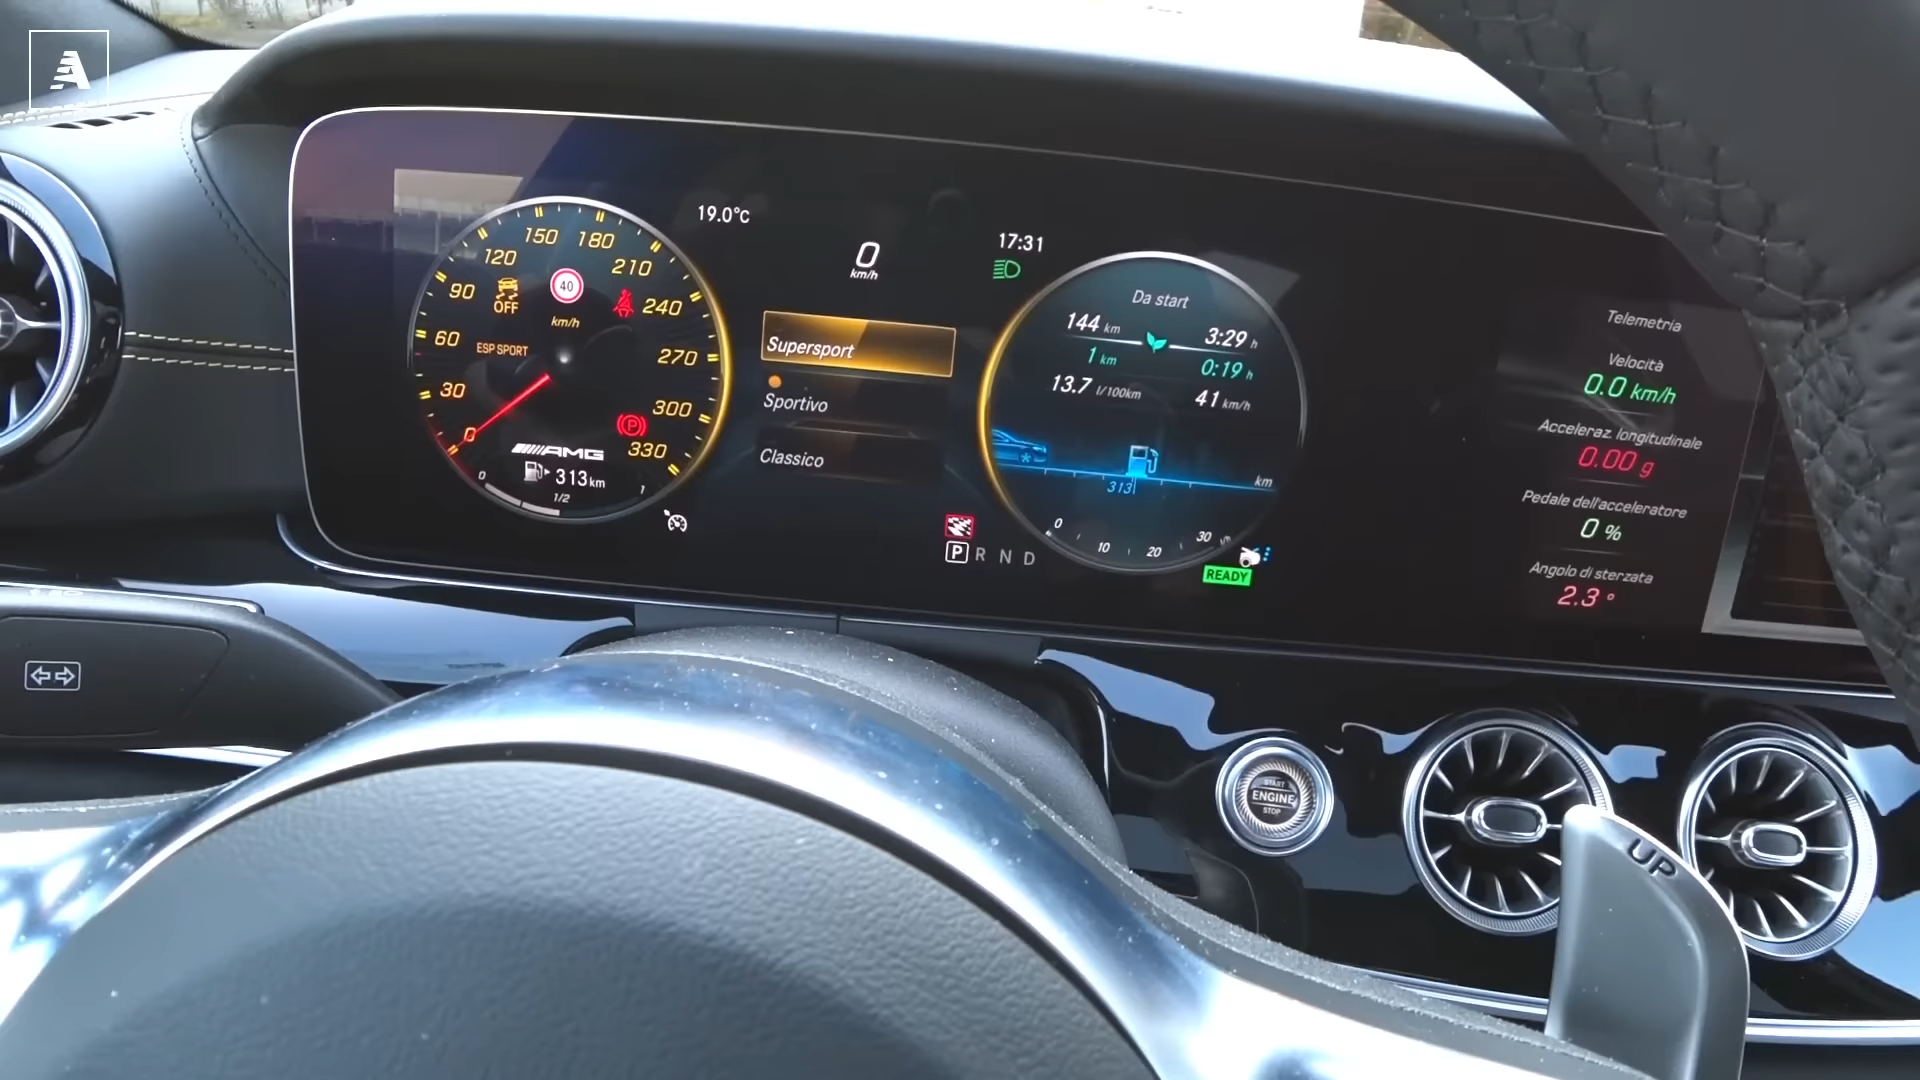 A
150
180
120
210
90
40
240
OFF
km/h
60
ESP SPORT
270
30
300
0
P
330
AMG
313 km
0
1/2
1
19.0°C
0
km/h
17:31
Supersport
Sportivo
Classico
P R N D
Da start
144 km
3:29 h
1 km
0:19 h
13.7 l/100km
41 km/h
km
313
0
10
20
30
READY
Telemetria
Velocità
0.0 km/h
Acceleraz. longitudinale
0.00 g
Pedale dell'acceleratore
0 %
Angolo di sterzata
2.3 °
START
ENGINE
STOP
UP